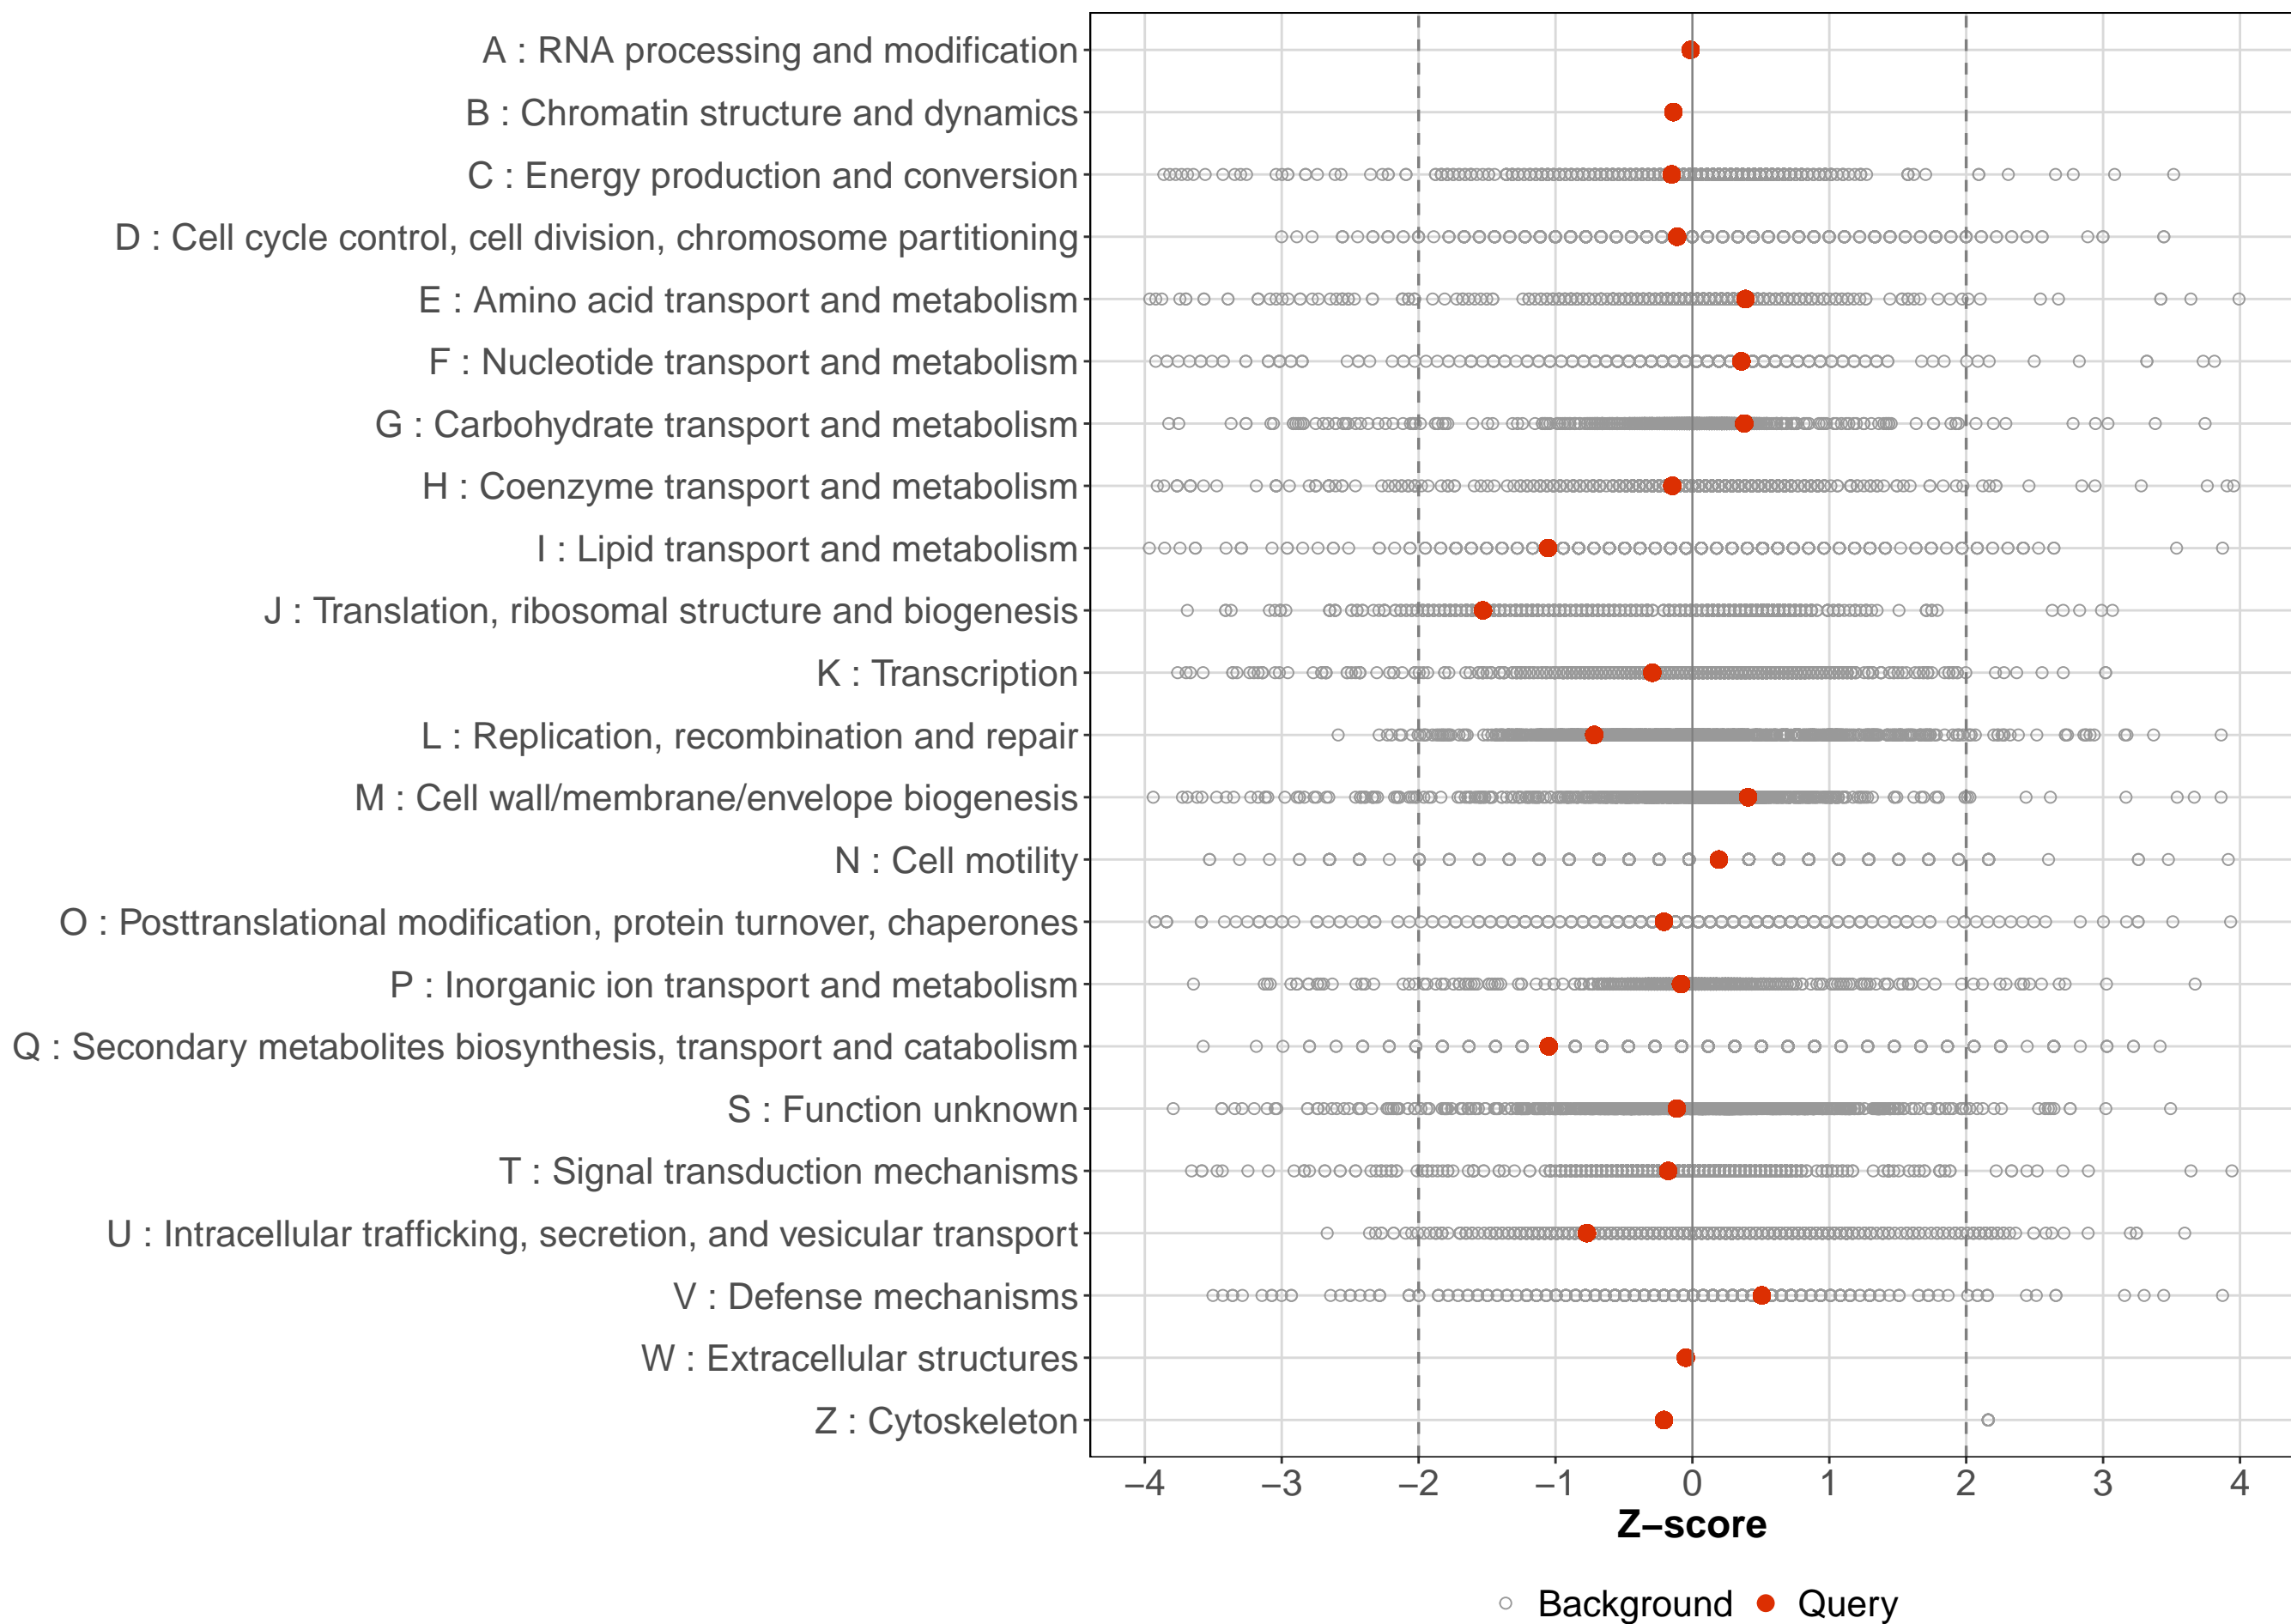 A : RNA processing and modification
B : Chromatin structure and dynamics
C : Energy production and conversion
D : Cell cycle control, cell division, chromosome partitioning
E : Amino acid transport and metabolism
F : Nucleotide transport and metabolism
G : Carbohydrate transport and metabolism
H : Coenzyme transport and metabolism
I : Lipid transport and metabolism
J : Translation, ribosomal structure and biogenesis
K : Transcription
L : Replication, recombination and repair
M : Cell wall/membrane/envelope biogenesis
N : Cell motility
O : Posttranslational modification, protein turnover, chaperones
P : Inorganic ion transport and metabolism
Q : Secondary metabolites biosynthesis, transport and catabolism
S : Function unknown
T : Signal transduction mechanisms
U : Intracellular trafficking, secretion, and vesicular transport
V : Defense mechanisms
W : Extracellular structures
Z : Cytoskeleton
−4 −3 −2 −1 0 1 2 3 4
Z−score
Background Query